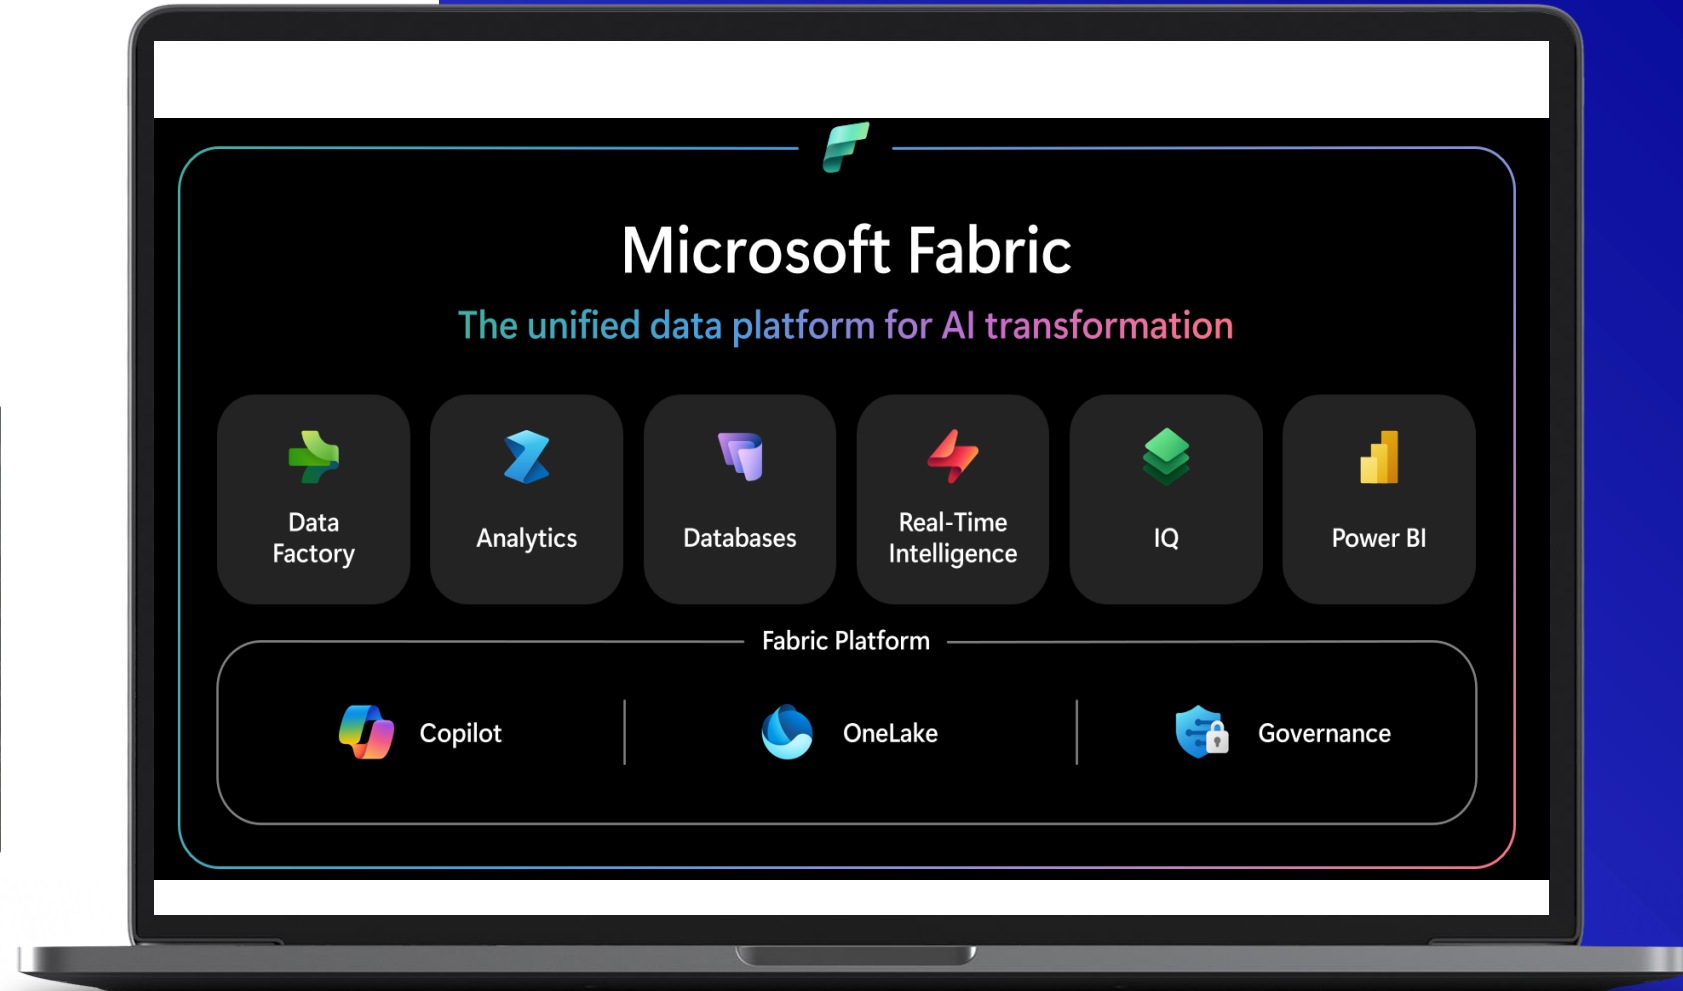 Microsoft Fabric
The unified data platform for AI transformation
Data
Factory
Analytics
Databases
Real-Time
Intelligence
IQ
Power BI
Fabric Platform
Copilot
OneLake
Governance